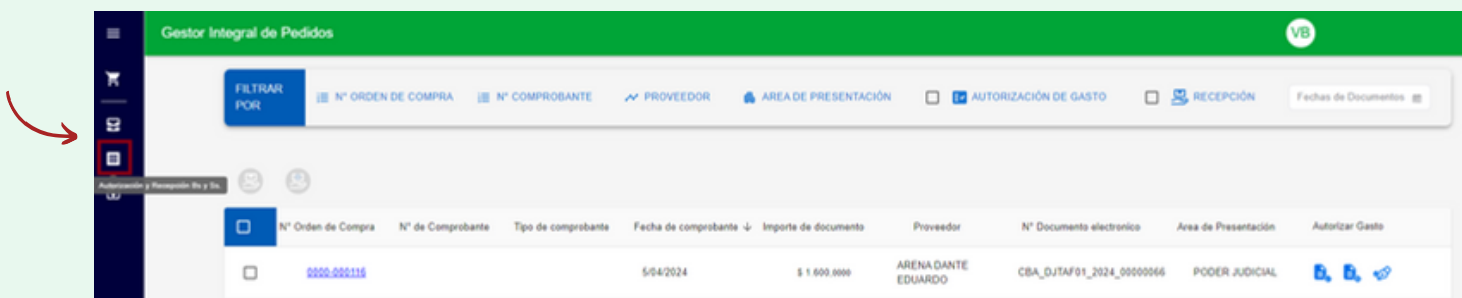 Gestor Integral de Pedidos
VB
FILTRAR
POR
N° ORDEN DE COMPRA
N° COMPROBANTE
PROVEEDOR
AREA DE PRESENTACIÓN
AUTORIZACIÓN DE GASTO
RECEPCIÓN
Fechas de Documentos
Autorización y Recepción Bs y Ss.
N° Orden de Compra
N° de Comprobante
Tipo de comprobante
Fecha de comprobante
Importe de documento
Proveedor
N° Documento electronico
Area de Presentación
Autorizar Gasto
0000-000116
5/04/2024
$ 1.600,0000
ARENA DANTE
EDUARDO
CBA_DJTAF01_2024_00000066
PODER JUDICIAL